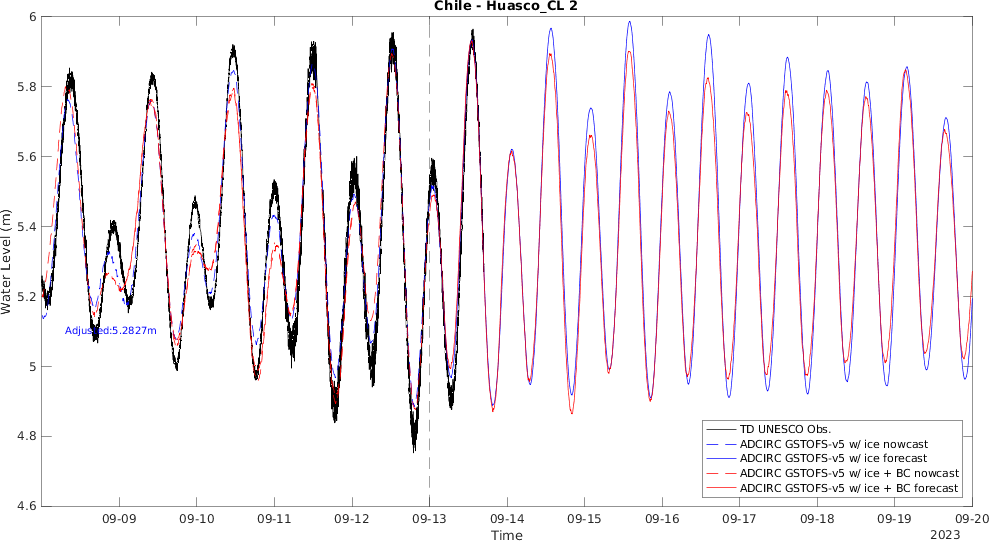 Chile - Huasco_CL 2
6
5.8
5.6
5.4
5.2
5
4.8
4.6
Water Level (m)
Adjusted:5.2827m
TD UNESCO Obs.
ADCIRC GSTOFS-v5 w/ ice nowcast
ADCIRC GSTOFS-v5 w/ ice forecast
ADCIRC GSTOFS-v5 w/ ice + BC nowcast
ADCIRC GSTOFS-v5 w/ ice + BC forecast
09-09 09-10 09-11 09-12 09-13 09-14 09-15 09-16 09-17 09-18 09-19 09-20
Time
2023